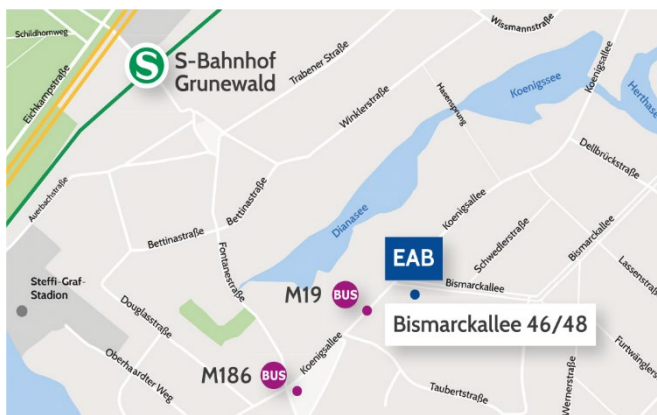 Schildhornweg
Eichkampstraße
S
S-Bahnhof
Grunewald
Trabener Straße
Wissmannstraße
Koenigsallee
Koenigssee
Hasensprung
Winklerstraße
Herthasee
Dellbrückstraße
Auerbachstraße
Bettinastraße
Bettinastraße
Fontanestraße
Dianasee
Koenigsallee
Schwedlerstraße
Bismarckallee
Lassenstraße
EAB
Bismarckallee
Steffi-Graf-
Stadion
Douglasstraße
M19
BUS
Bismarckallee 46/48
Oberhaardter Weg
M186
BUS
Koenigsallee
Taubertstraße
Wernerstraße